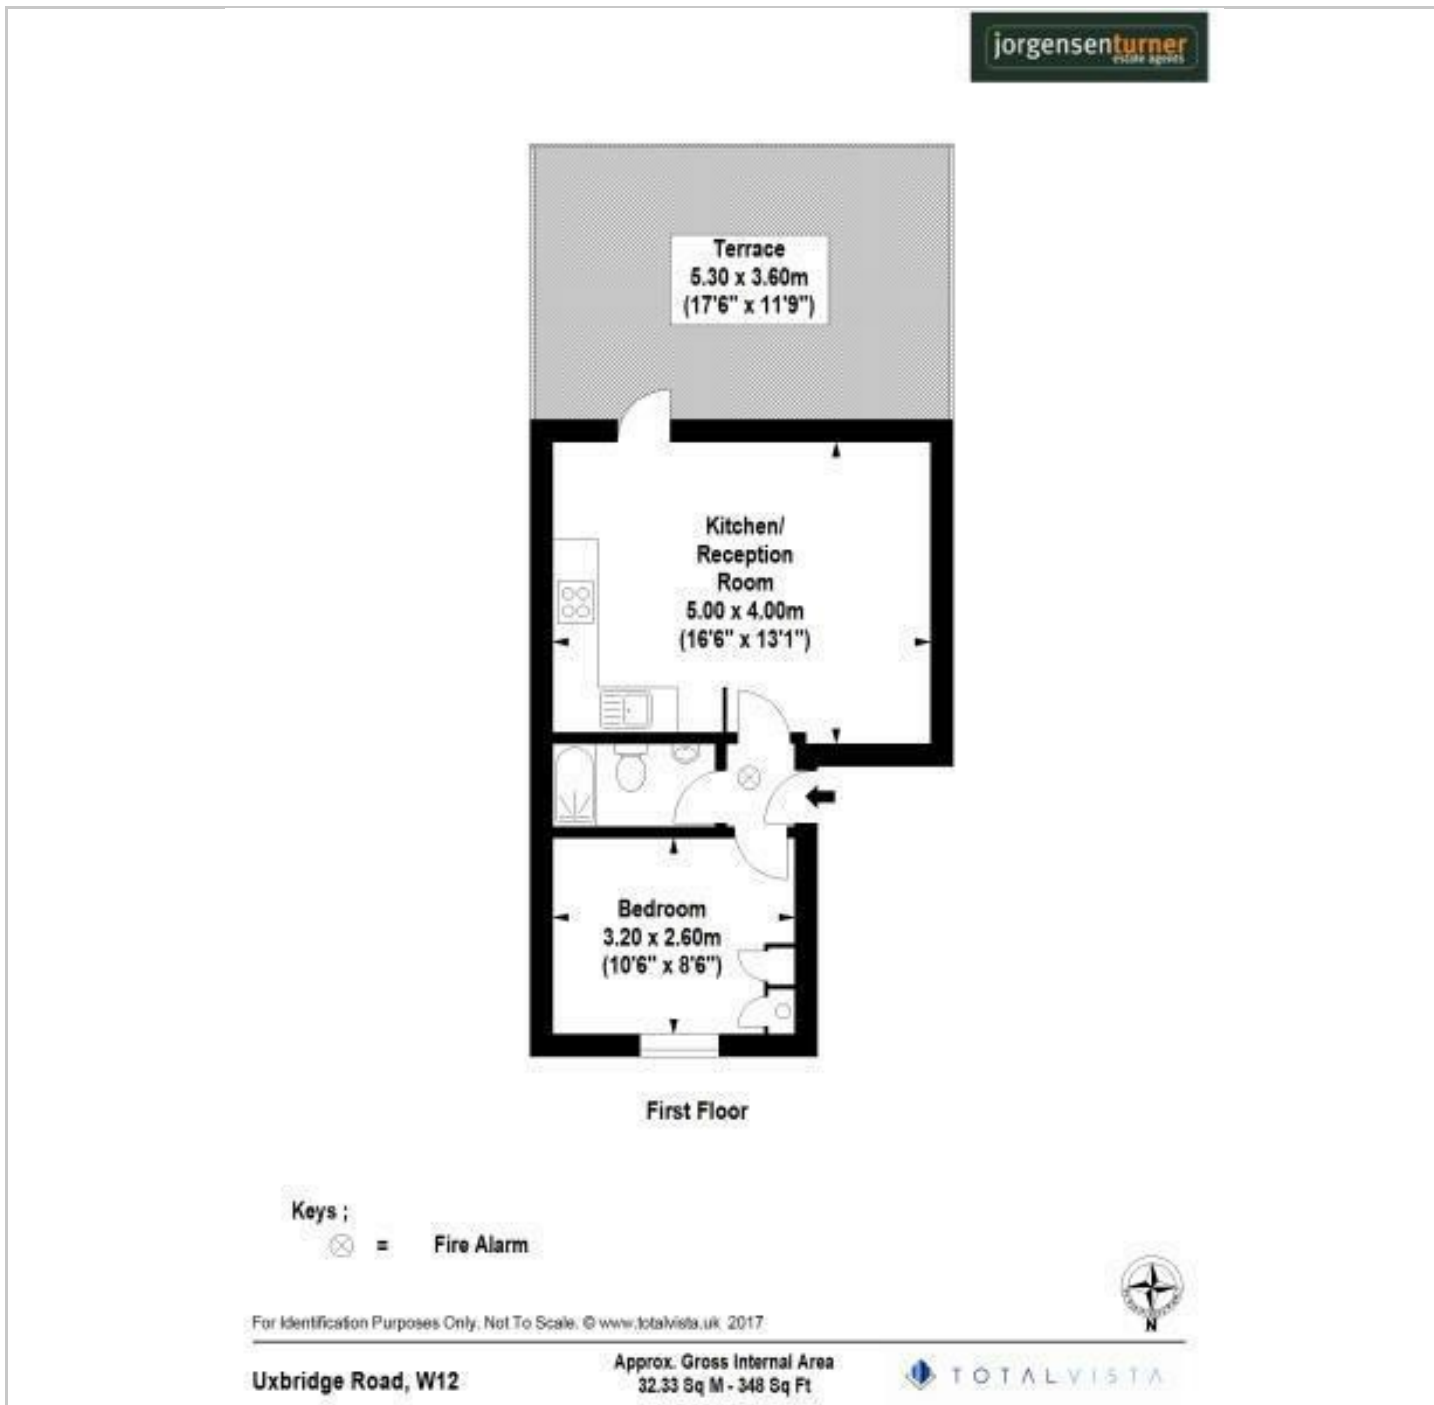 jorgensenturner
estate agents
Terrace
5.30 x 3.60m
(17'6" x 11'9")
Kitchen/
Reception
Room
5.00 x 4.00m
(16'6" x 13'1")
Bedroom
3.20 x 2.60m
(10'6" x 8'6")
First Floor
Keys ;
= Fire Alarm
N
For Identification Purposes Only. Not To Scale. © www.totalvista.uk 2017
Uxbridge Road, W12
Approx. Gross Internal Area
32.33 Sq M - 348 Sq Ft
TOTALVISTA